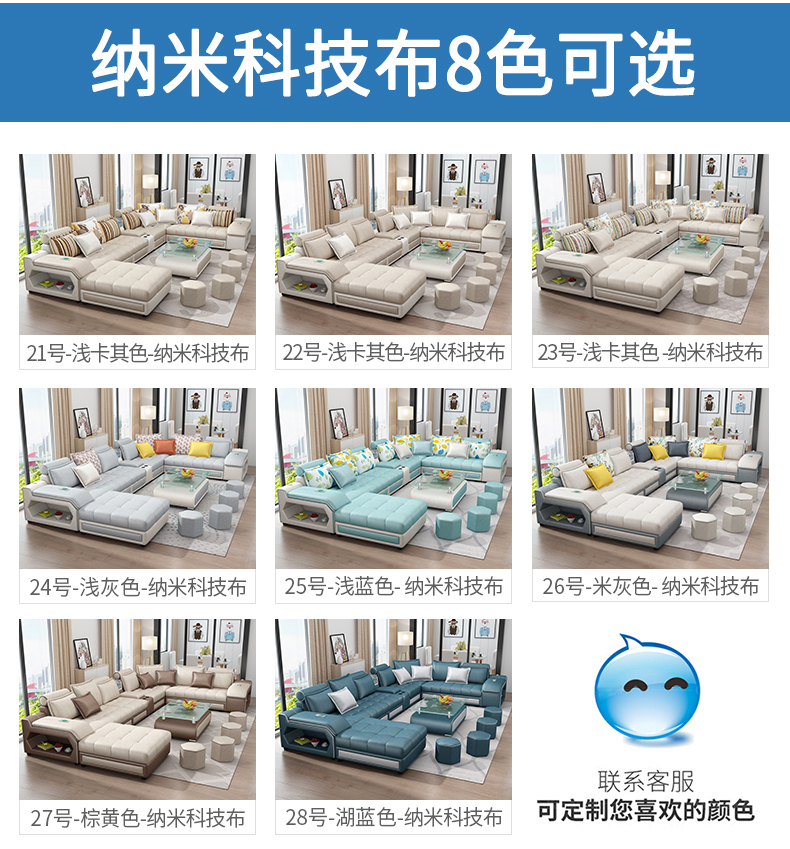 纳米科技布8色可选
21号-浅卡其色-纳米科技布
22号-浅卡其色-纳米科技布
23号-浅卡其色-纳米科技布
24号-浅灰色-纳米科技布
25号-浅蓝色- 纳米科技布
26号-米灰色- 纳米科技布
27号-棕黄色-纳米科技布
28号-湖蓝色-纳米科技布
联系客服
可定制您喜欢的颜色